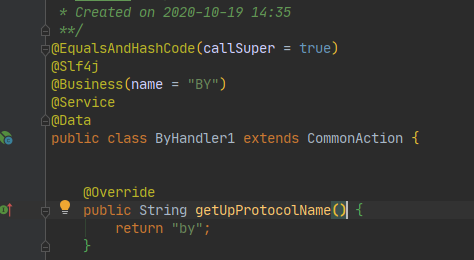 * Created on 2020-10-19 14:35
**/
@EqualsAndHashCode(callSuper = true)
@Slf4j
@Business(name = "BY")
@Service
@Data
public class ByHandler1 extends CommonAction {
@Override
public String getUpProtocolName() {
return "by";
}